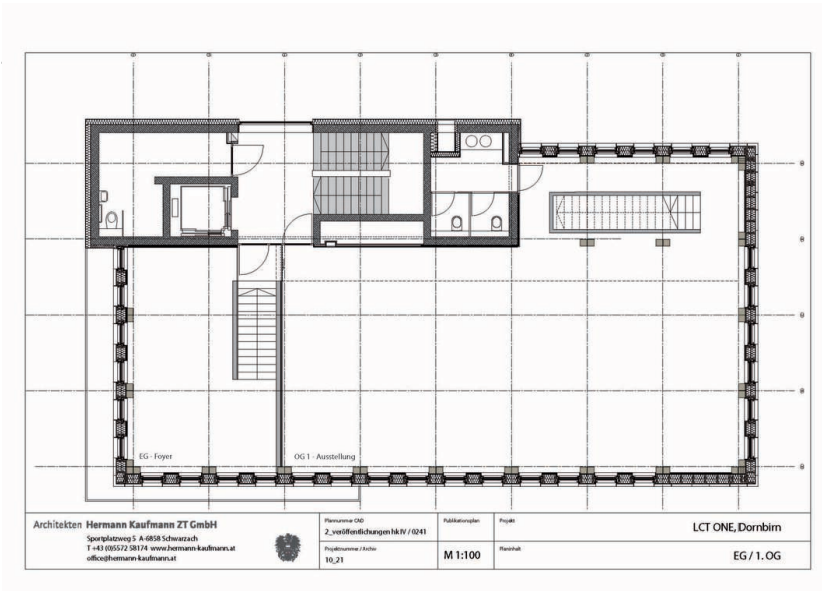 EG - Foyer
OG 1 - Ausstellung
Architekten Hermann Kaufmann ZT GmbH
Sportplatzweg 5 A-6858 Schwarzach
T +43 (0)5572 58174 www.hermann-kaufmann.at
office@hermann-kaufmann.at
Plannummer CAD
2_veröffentlichungen hk IV / 0241
Projektnummer / Archiv
10_21
Publikationsplan
M 1:100
Projekt
LCT ONE, Dornbirn
Planinhalt
EG / 1. OG